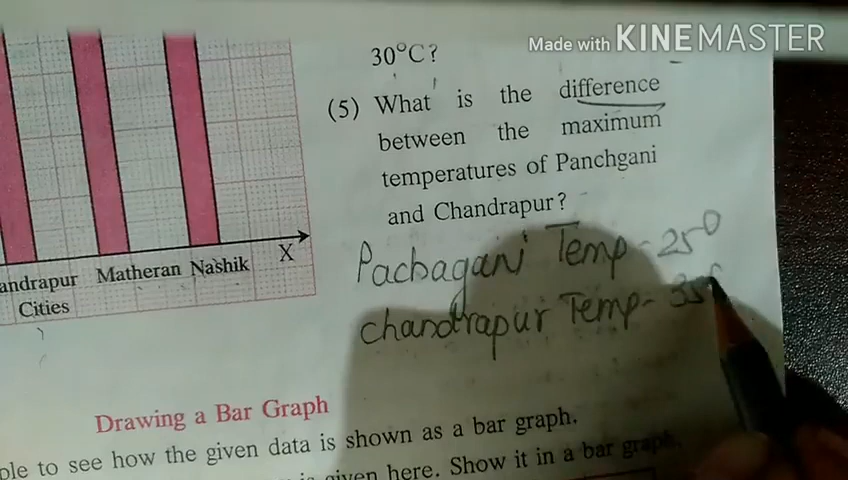 Made with KINEMASTER
30°C?
(5) What is the difference
between the maximum
temperatures of Panchgani
and Chandrapur?
Pachagani Temp - 25°
chandrapur Temp - 35°
andrapur Matheran Nashik X
Cities
Drawing a Bar Graph
ple to see how the given data is shown as a bar graph.
given here. Show it in a bar graph.